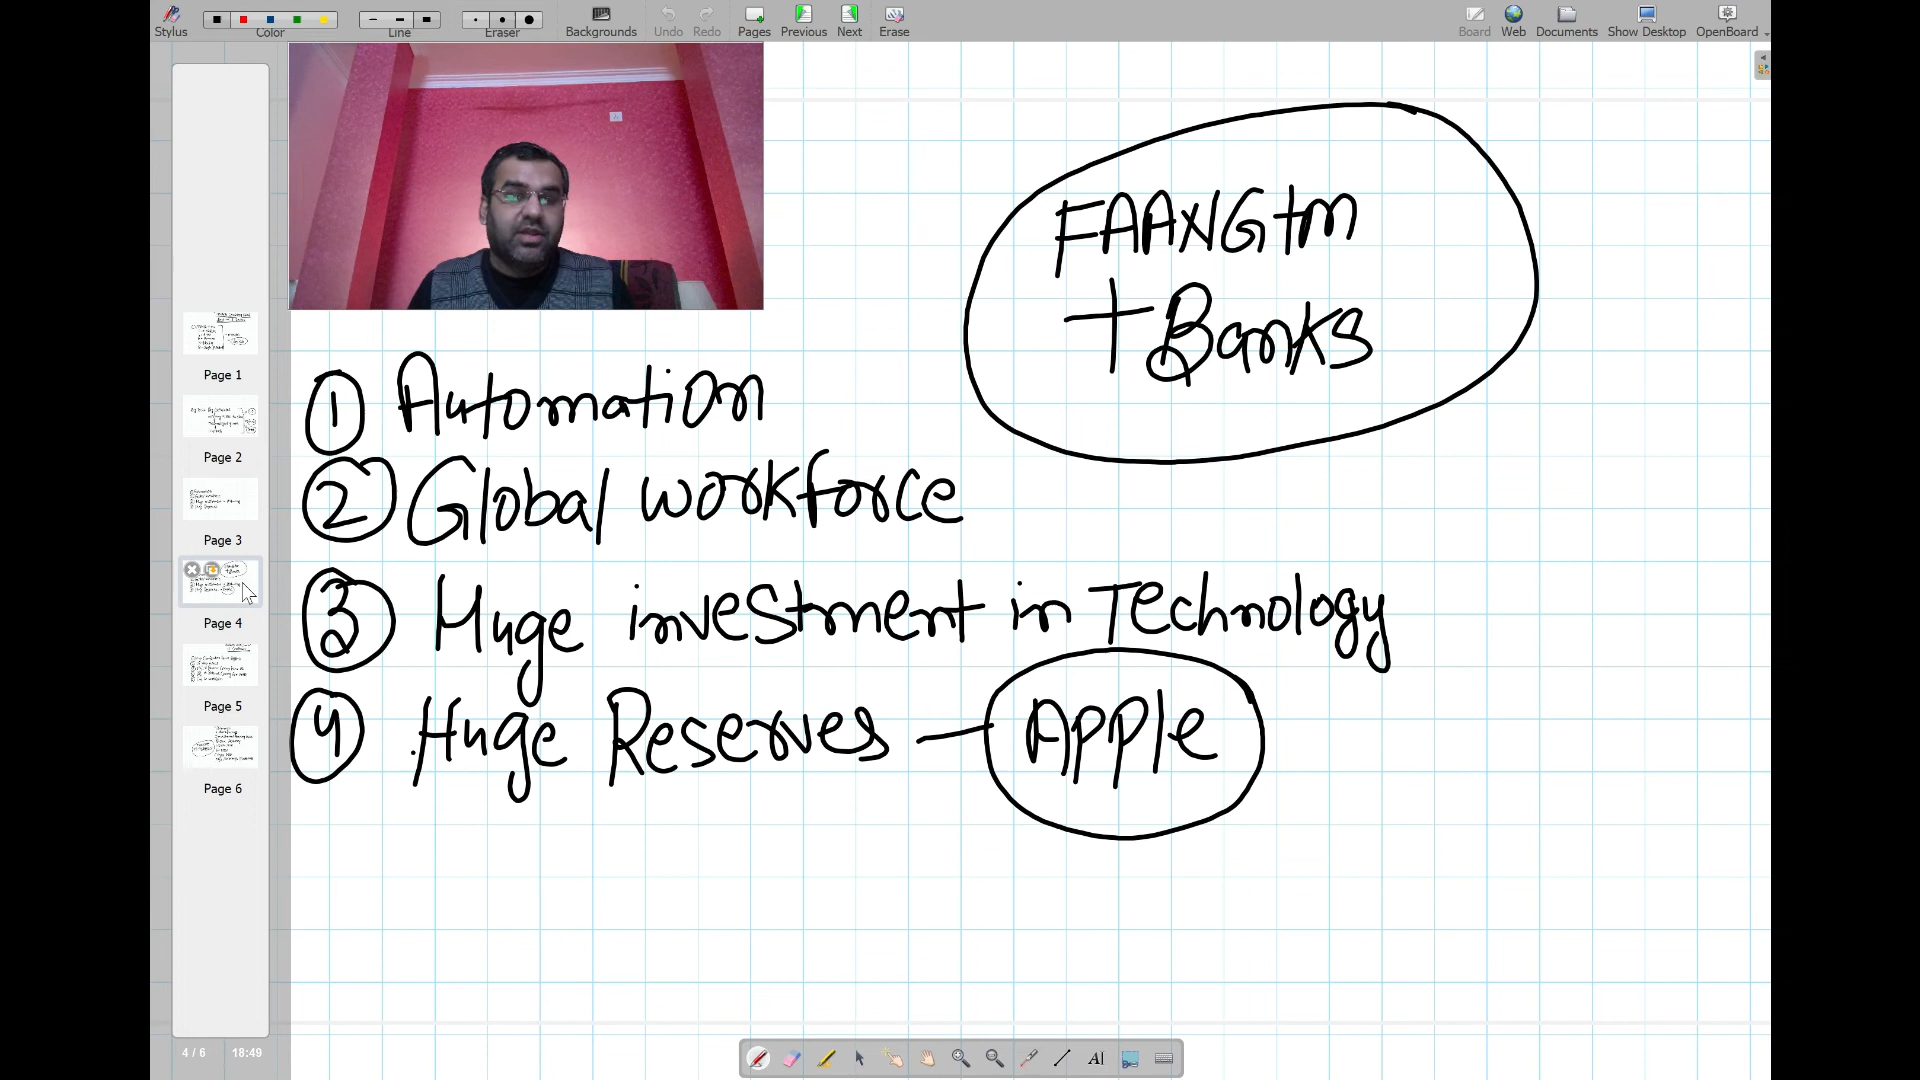 Stylus Color Line Eraser Backgrounds Undo Redo Pages Previous Next Erase Board Web Documents Show Desktop OpenBoard
FAANG+M
+ Banks
① Automation
② Global workforce
③ Huge investment in Technology
④ Huge Reserves — Apple
Page 1
Page 2
Page 3
Page 4
Page 5
Page 6
4 / 6 18:49